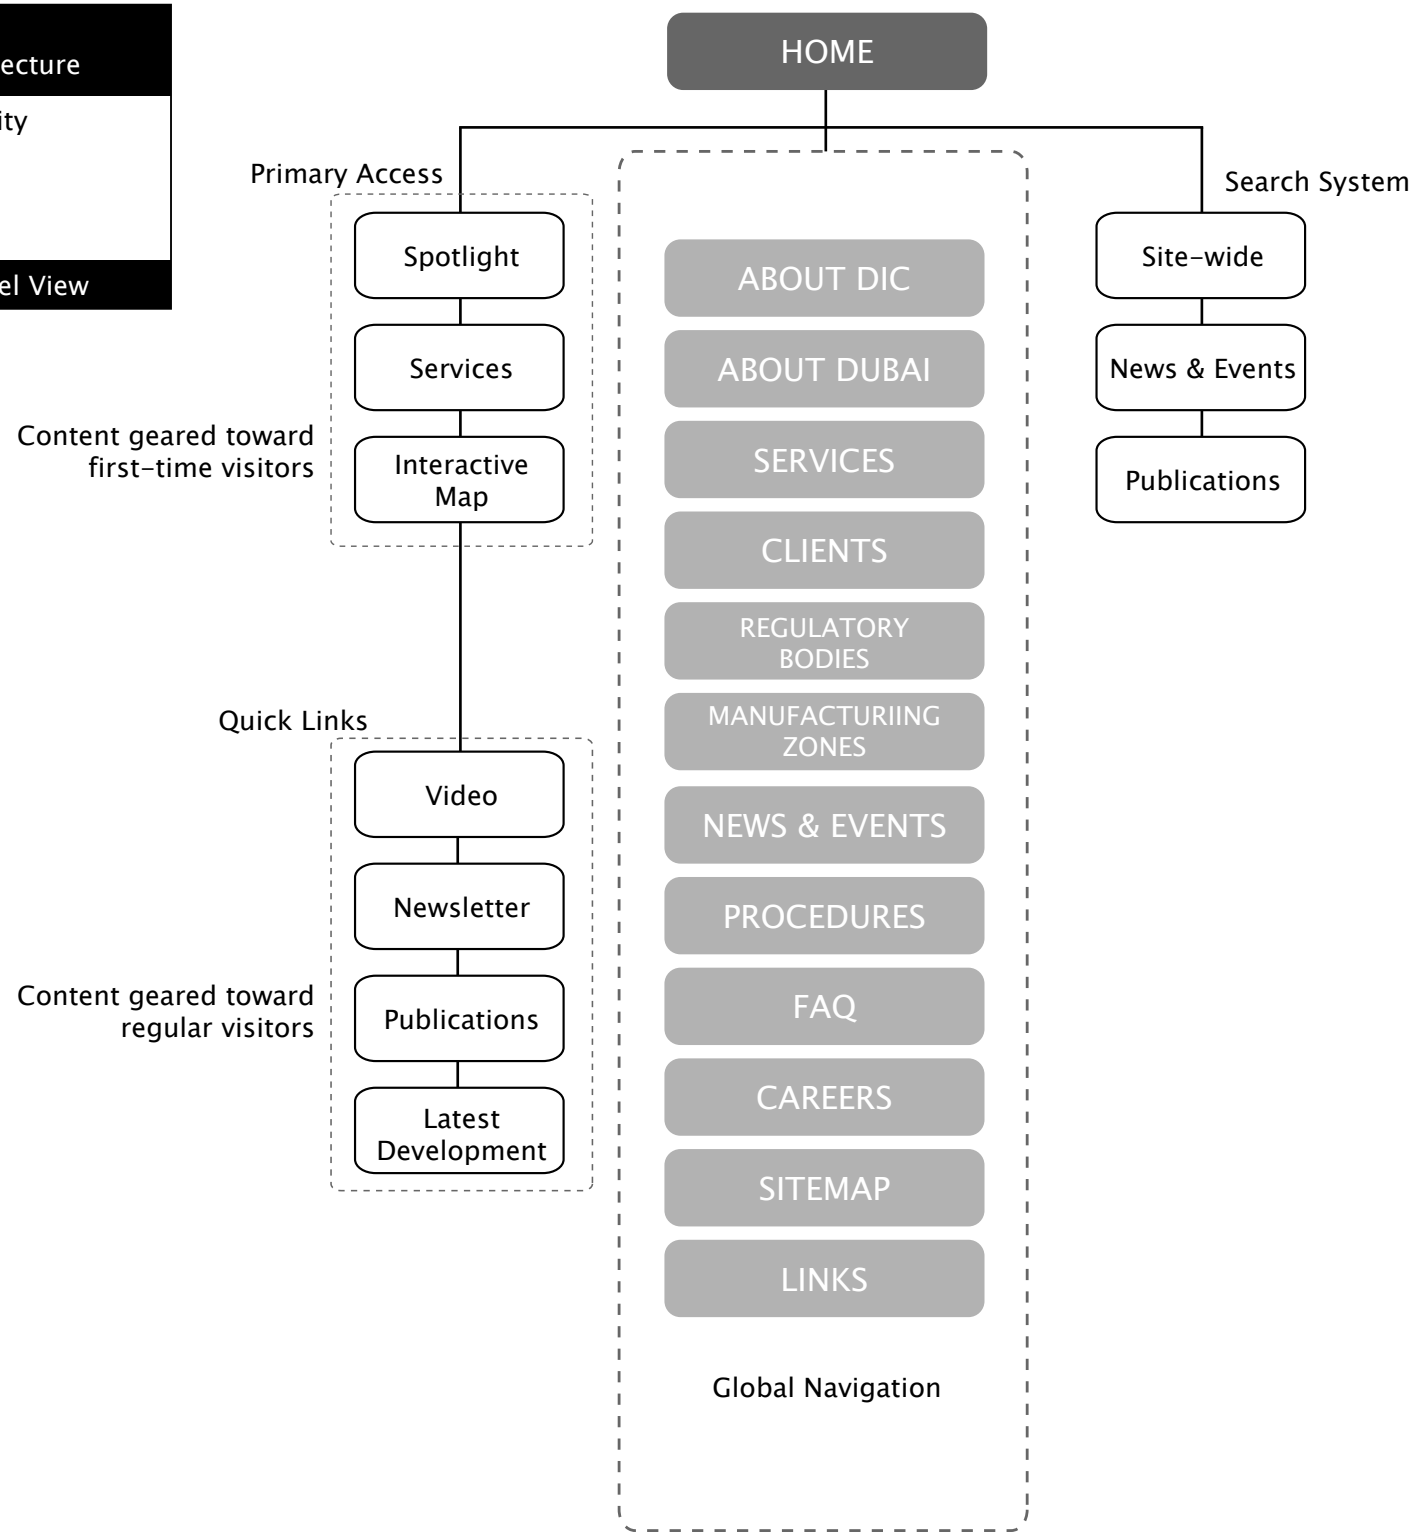 ecture
ity
el View
HOME
Primary Access
Spotlight
Services
Interactive
Map
Content geared toward
first-time visitors
Quick Links
Video
Newsletter
Publications
Latest
Development
Content geared toward
regular visitors
ABOUT DIC
ABOUT DUBAI
SERVICES
CLIENTS
REGULATORY
BODIES
MANUFACTURIING
ZONES
NEWS & EVENTS
PROCEDURES
FAQ
CAREERS
SITEMAP
LINKS
Global Navigation
Search System
Site-wide
News & Events
Publications